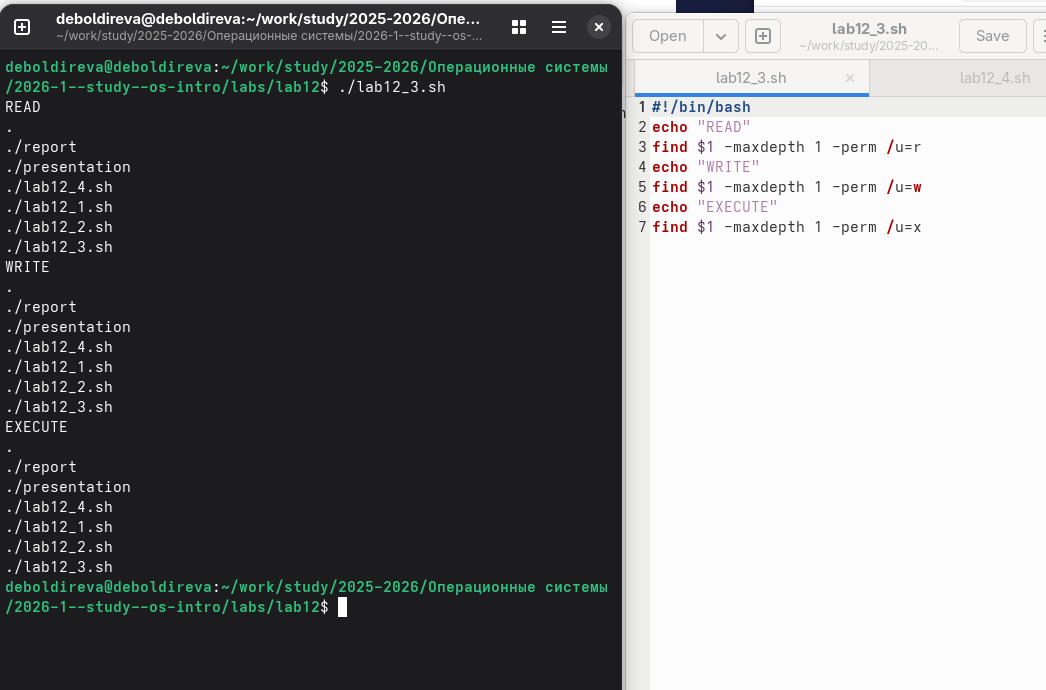 deboldireva@deboldireva:~/work/study/2025-2026/Опе...
~/work/study/2025-2026/Операционные системы/2026-1--study--os-...
deboldireva@deboldireva:~/work/study/2025-2026/Операционные системы
/2026-1--study--os-intro/labs/lab12$ ./lab12_3.sh
READ
.
./report
./presentation
./lab12_4.sh
./lab12_1.sh
./lab12_2.sh
./lab12_3.sh
WRITE
.
./report
./presentation
./lab12_4.sh
./lab12_1.sh
./lab12_2.sh
./lab12_3.sh
EXECUTE
.
./report
./presentation
./lab12_4.sh
./lab12_1.sh
./lab12_2.sh
./lab12_3.sh
deboldireva@deboldireva:~/work/study/2025-2026/Операционные системы
/2026-1--study--os-intro/labs/lab12$
Open
lab12_3.sh
~/work/study/2025-20...
Save
lab12_3.sh
lab12_4.sh
1 #!/bin/bash
2 echo "READ"
3 find $1 -maxdepth 1 -perm /u=r
4 echo "WRITE"
5 find $1 -maxdepth 1 -perm /u=w
6 echo "EXECUTE"
7 find $1 -maxdepth 1 -perm /u=x